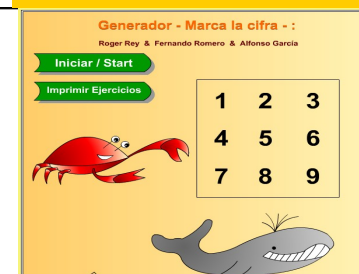 Generador - Marca la cifra - :
Roger Rey & Fernando Romero & Alfonso García
Iniciar / Start
Imprimir Ejercicios
1 2 3
4 5 6
7 8 9